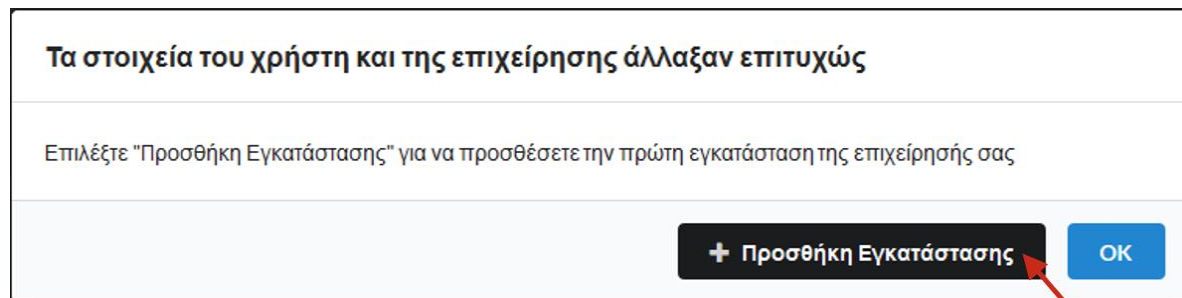 Τα στοιχεία του χρήστη και της επιχείρησης άλλαξαν επιτυχώς
Επιλέξτε "Προσθήκη Εγκατάστασης" για να προσθέσετε την πρώτη εγκατάσταση της επιχείρησής σας
+ Προσθήκη Εγκατάστασης
OK